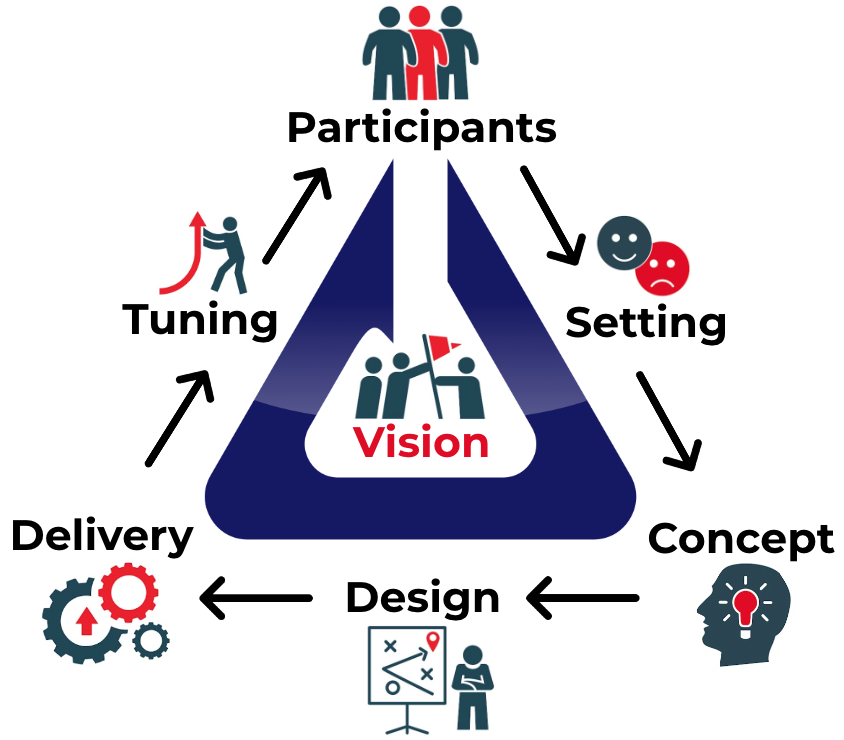 Participants
Tuning
Setting
Vision
Delivery
Concept
Design